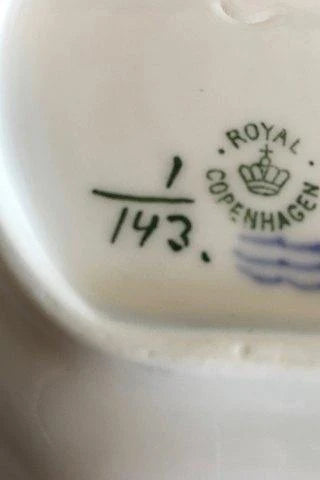 1
143.
ROYAL
COPENHAGEN